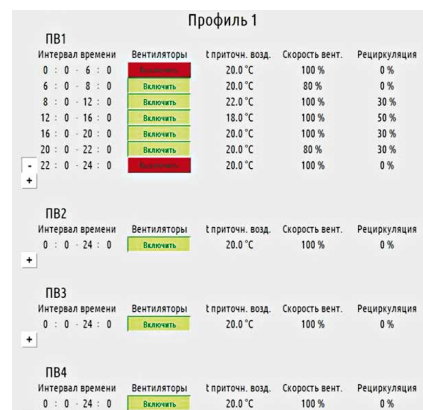 Профиль 1
ПВ1
Интервал времени Вентиляторы t приточн. возд. Скорость вент. Рециркуляция
0 : 0 - 6 : 0 20.0 °C 100 % 0 %
6 : 0 - 8 : 0 Включить 20.0 °C 80 % 0 %
8 : 0 - 12 : 0 Включить 22.0 °C 100 % 30 %
12 : 0 - 16 : 0 Включить 18.0 °C 100 % 50 %
16 : 0 - 20 : 0 Включить 20.0 °C 100 % 30 %
20 : 0 - 22 : 0 Включить 20.0 °C 80 % 30 %
- 22 : 0 - 24 : 0 20.0 °C 100 % 0 %
+
ПВ2
Интервал времени Вентиляторы t приточн. возд. Скорость вент. Рециркуляция
0 : 0 - 24 : 0 Включить 20.0 °C 100 % 0 %
+
ПВ3
Интервал времени Вентиляторы t приточн. возд. Скорость вент. Рециркуляция
0 : 0 - 24 : 0 Включить 20.0 °C 100 % 0 %
+
ПВ4
Интервал времени Вентиляторы t приточн. возд. Скорость вент. Рециркуляция
0 : 0 - 24 : 0 Включить 20.0 °C 100 % 0 %